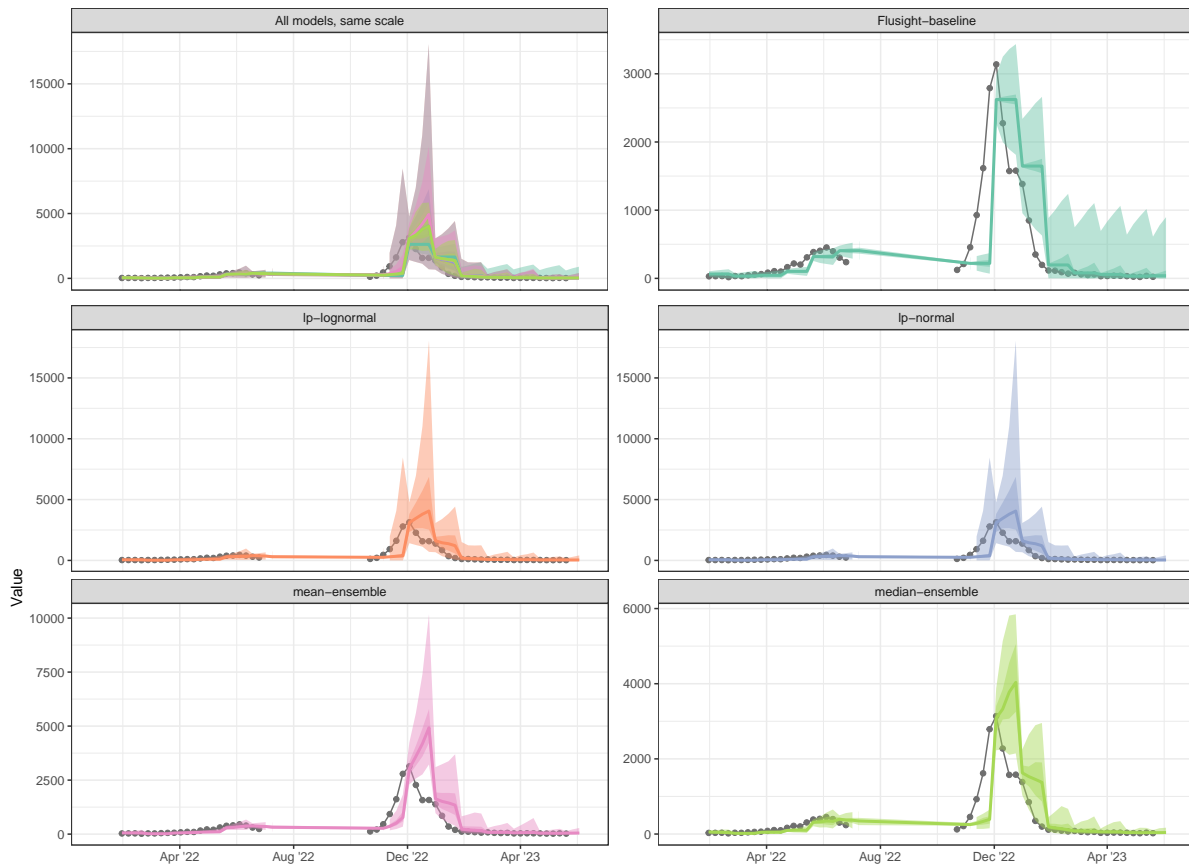 All models, same scale
Flusight−baseline
15000
10000
5000
0
3000
2000
1000
0
lp−lognormal
lp−normal
15000
10000
5000
0
15000
10000
5000
0
Value
mean−ensemble
median−ensemble
10000
7500
5000
2500
0
6000
4000
2000
0
Apr '22
Aug '22
Dec '22
Apr '23
Apr '22
Aug '22
Dec '22
Apr '23